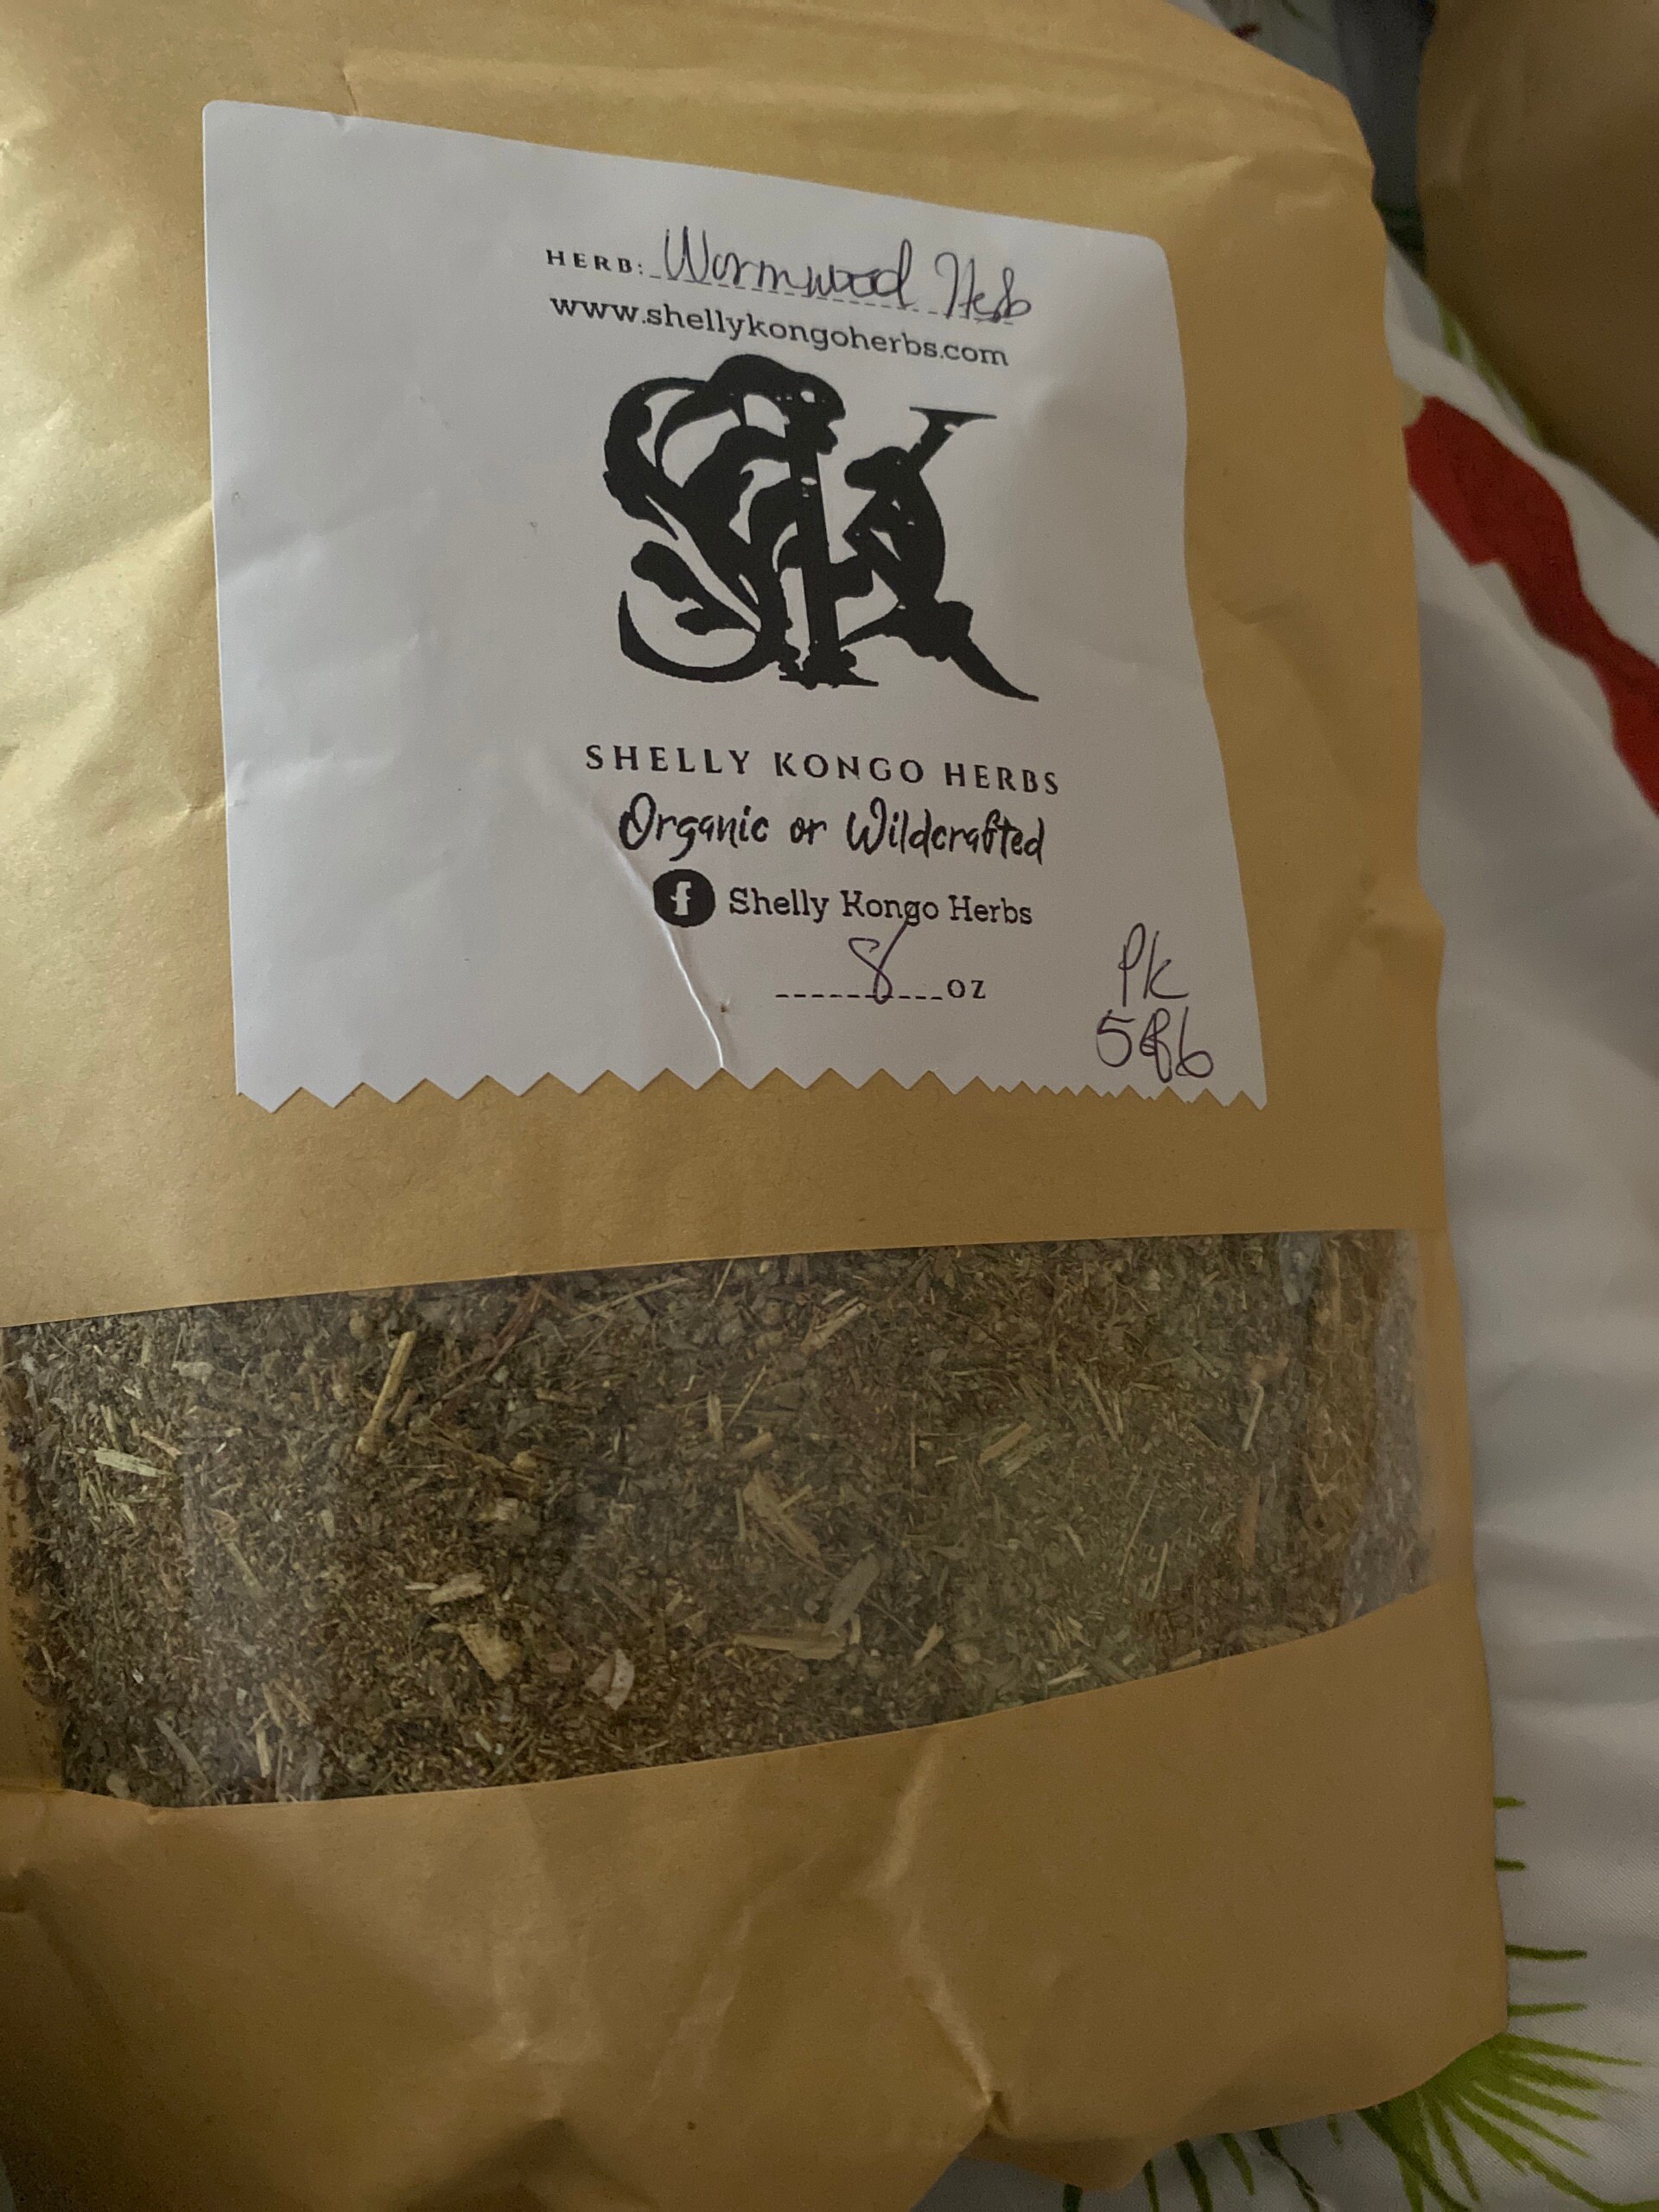 HERB: Wormwood Herb
www.shellykongoherbs.com
SK
SHELLY KONGO HERBS
Organic or Wildcrafted
f Shelly Kongo Herbs
8 OZ
Pk